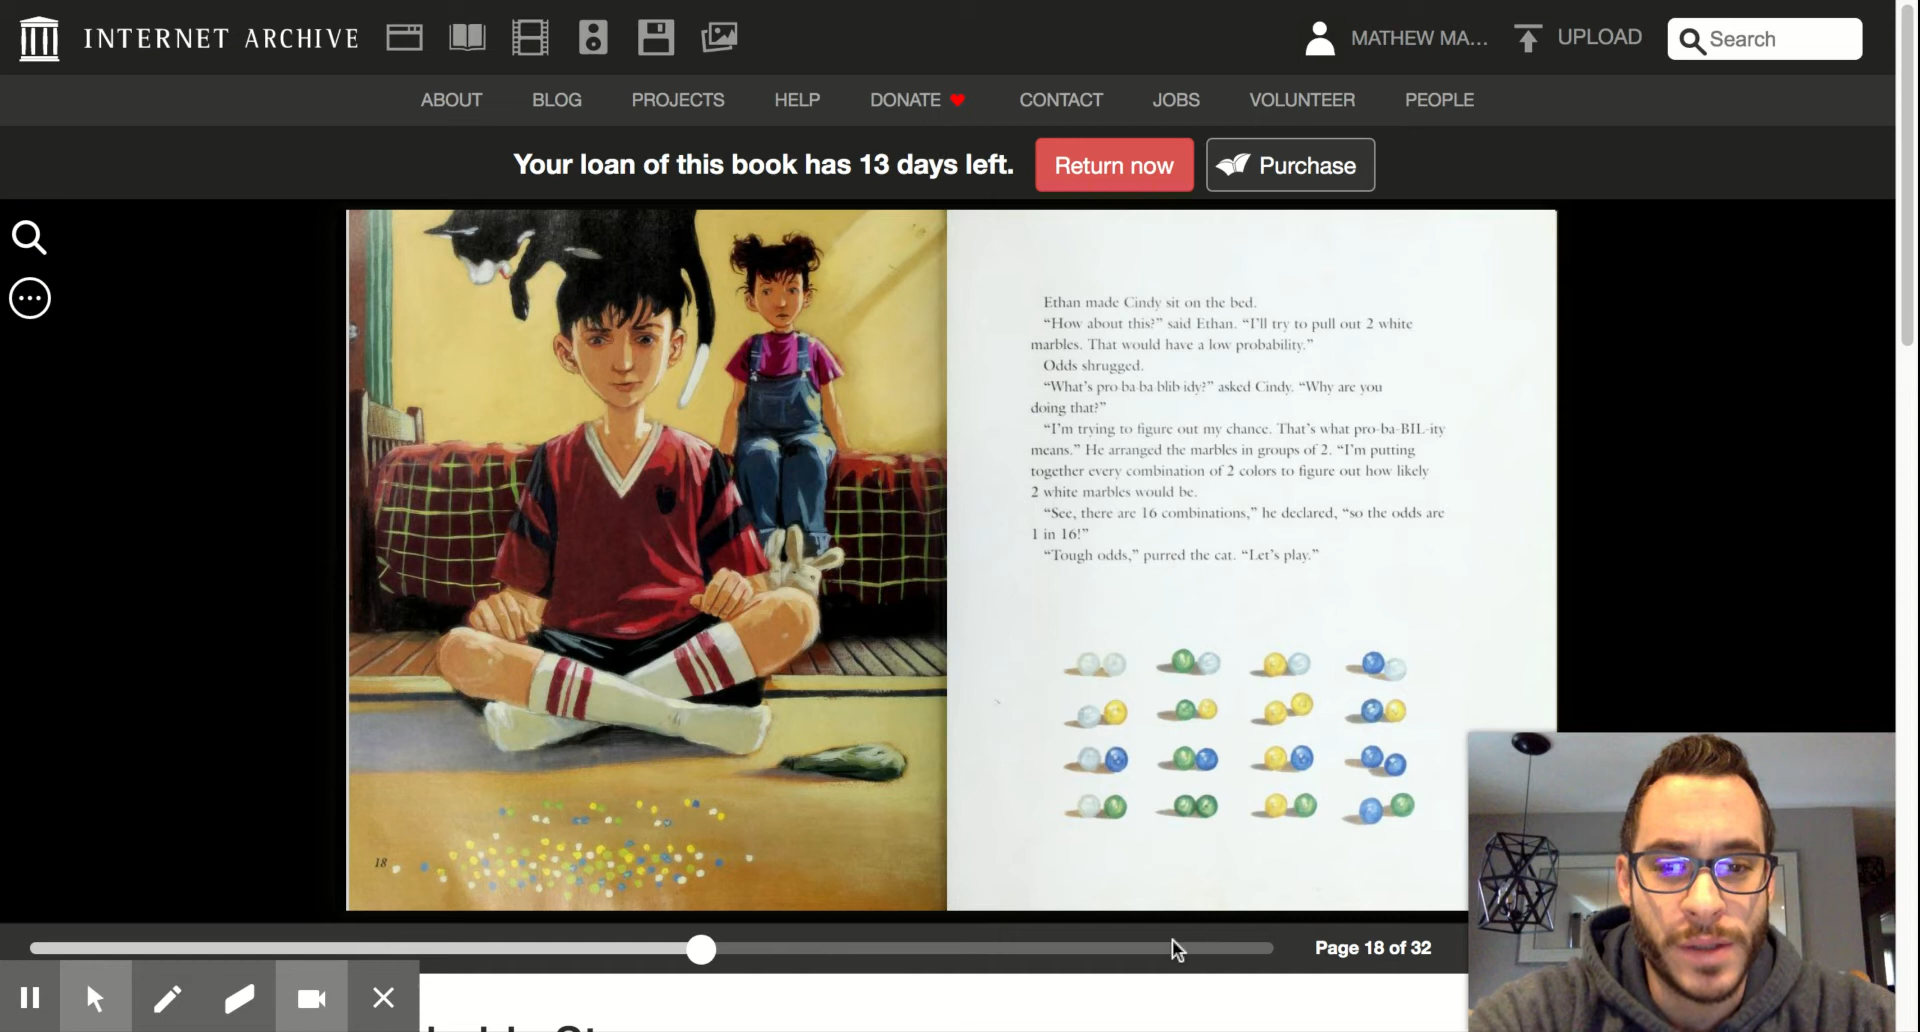 INTERNET ARCHIVE
MATHEW MA...
UPLOAD
Search
ABOUT BLOG PROJECTS HELP DONATE CONTACT JOBS VOLUNTEER PEOPLE
Your loan of this book has 13 days left.
Return now
Purchase
Ethan made Cindy sit on the bed.
“How about this?” said Ethan. “I’ll try to pull out 2 white
marbles. That would have a low probability.”
Odds shrugged.
“What’s pro ba ba blib idy?” asked Cindy. “Why are you
doing that?”
“I’m trying to figure out my chance. That’s what pro-ba-BIL-ity
means.” He arranged the marbles in groups of 2. “I’m putting
together every combination of 2 colors to figure out how likely
2 white marbles would be.
“See, there are 16 combinations,” he declared, “so the odds are
1 in 16!”
“Tough odds,” purred the cat. “Let’s play.”
18
Page 18 of 32